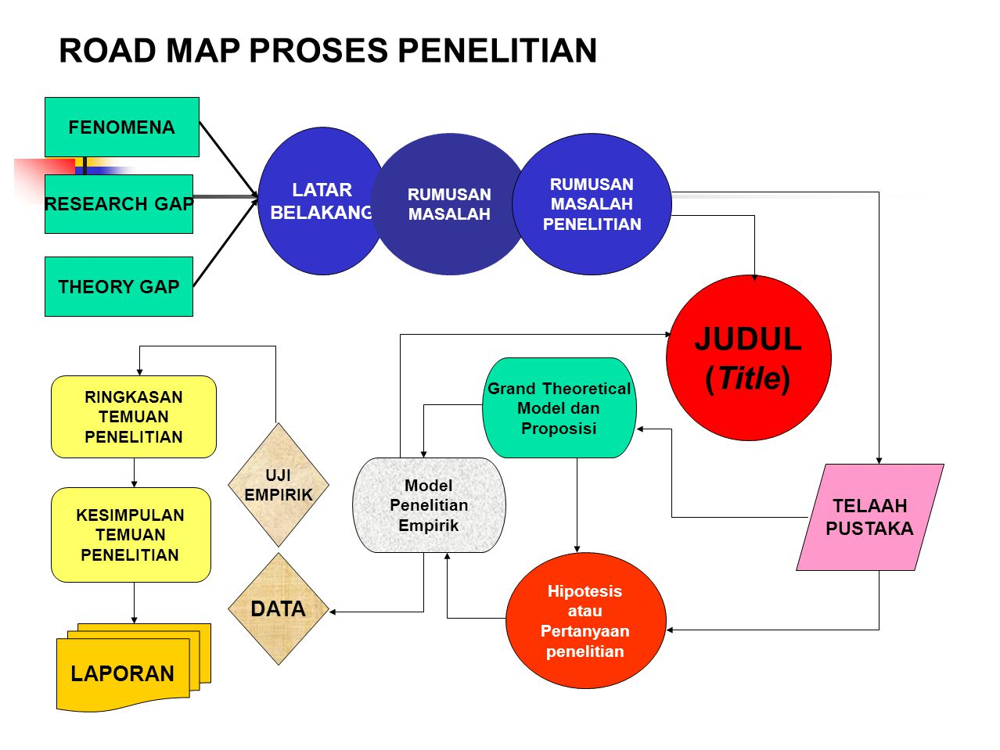 ROAD MAP PROSES PENELITIAN
FENOMENA
RESEARCH GAP
THEORY GAP
LATAR
BELAKANG
RUMUSAN
MASALAH
RUMUSAN
MASALAH
PENELITIAN
JUDUL
(Title)
Grand Theoretical
Model dan
Proposisi
RINGKASAN
TEMUAN
PENELITIAN
UJI
EMPIRIK
Model
Penelitian
Empirik
TELAAH
PUSTAKA
KESIMPULAN
TEMUAN
PENELITIAN
DATA
Hipotesis
atau
Pertanyaan
penelitian
LAPORAN